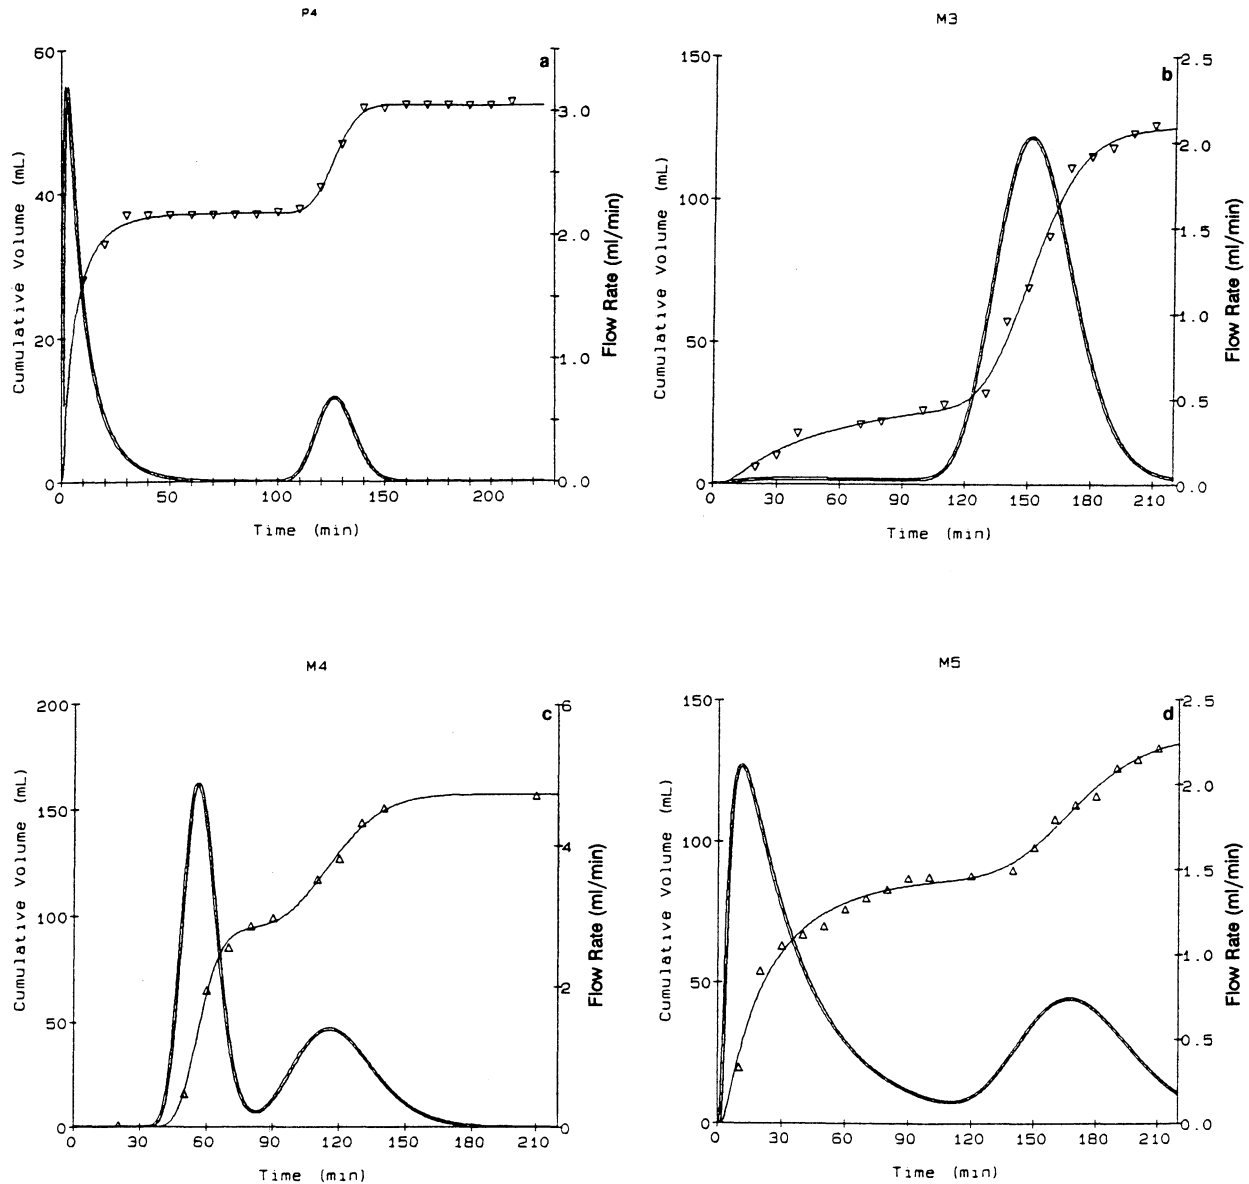 P4
a
60
40
20
0
Cumulative Volume (mL)
3.0
2.0
1.0
0.0
Flow Rate (ml/min)
0 50 100 150 200
Time (min)
M3
b
150
100
50
0
Cumulative Volume (mL)
2.5
2.0
1.5
1.0
0.5
0.0
Flow Rate (ml/min)
0 30 60 90 120 150 180 210
Time (min)
M4
c
200
150
100
50
0
Cumulative Volume (mL)
6
4
2
0
Flow Rate (ml/min)
0 30 60 90 120 150 180 210
Time (min)
M5
d
150
100
50
0
Cumulative Volume (mL)
2.5
2.0
1.5
1.0
0.5
0.0
Flow Rate (ml/min)
0 30 60 90 120 150 180 210
Time (min)